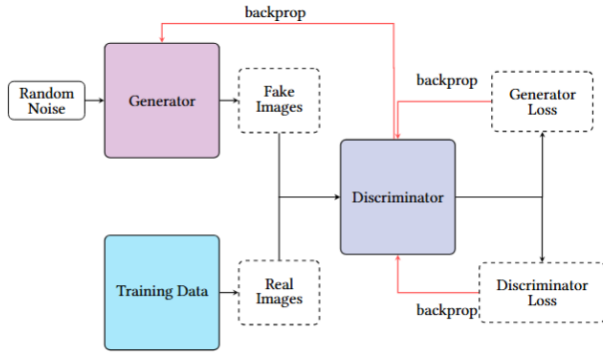 backprop
Random
Noise
Generator
Fake
Images
backprop
Generator
Loss
Discriminator
Training Data
Real
Images
backprop
Discriminator
Loss